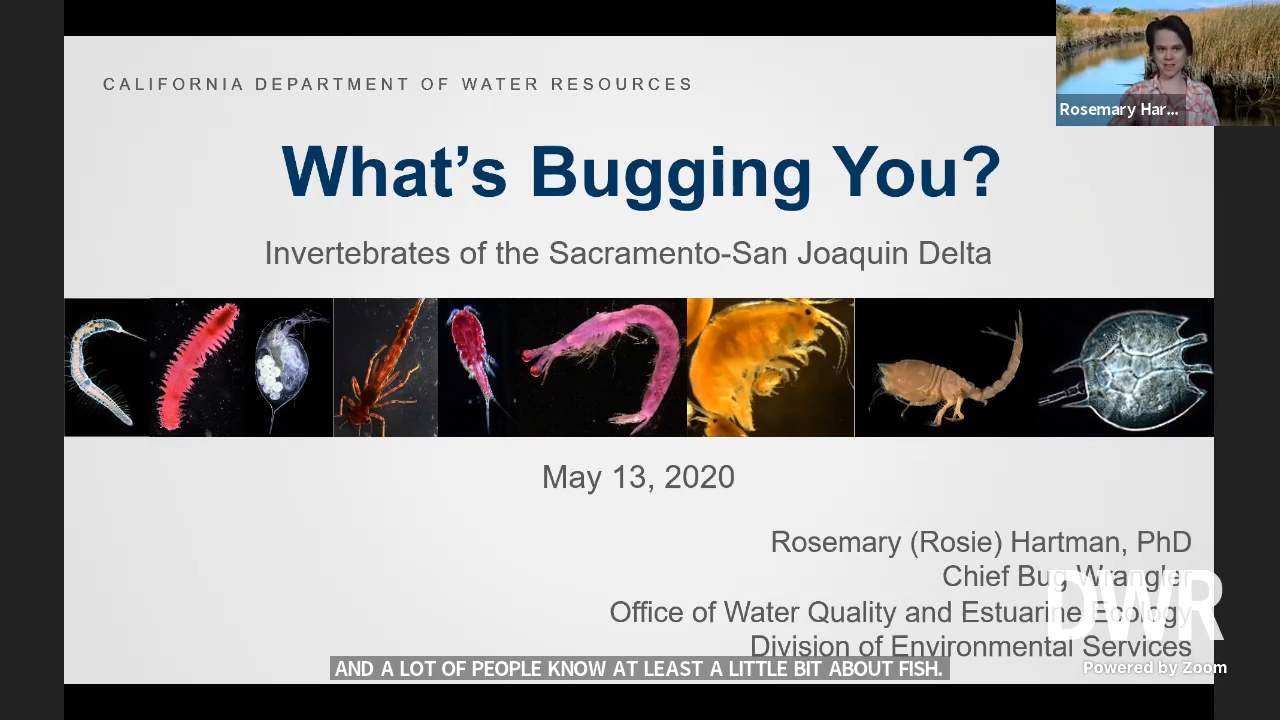 CALIFORNIA DEPARTMENT OF WATER RESOURCES
Rosemary Har...
What's Bugging You?
Invertebrates of the Sacramento-San Joaquin Delta
May 13, 2020
Rosemary (Rosie) Hartman, PhD
Chief Bug Wrangler
Office of Water Quality and Estuarine Ecology
Division of Environmental Services
DWR
Powered by Zoom
AND A LOT OF PEOPLE KNOW AT LEAST A LITTLE BIT ABOUT FISH.